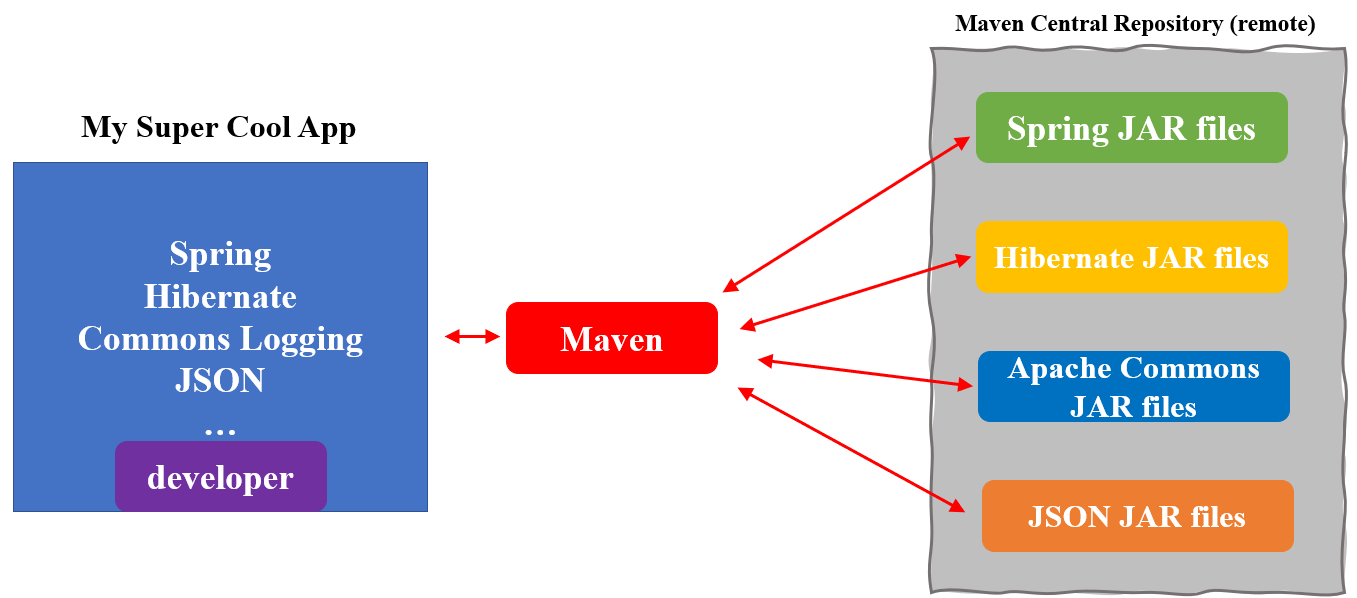 Maven Central Repository (remote)
My Super Cool App
Spring
Hibernate
Commons Logging
JSON
...
developer
Maven
Spring JAR files
Hibernate JAR files
Apache Commons
JAR files
JSON JAR files